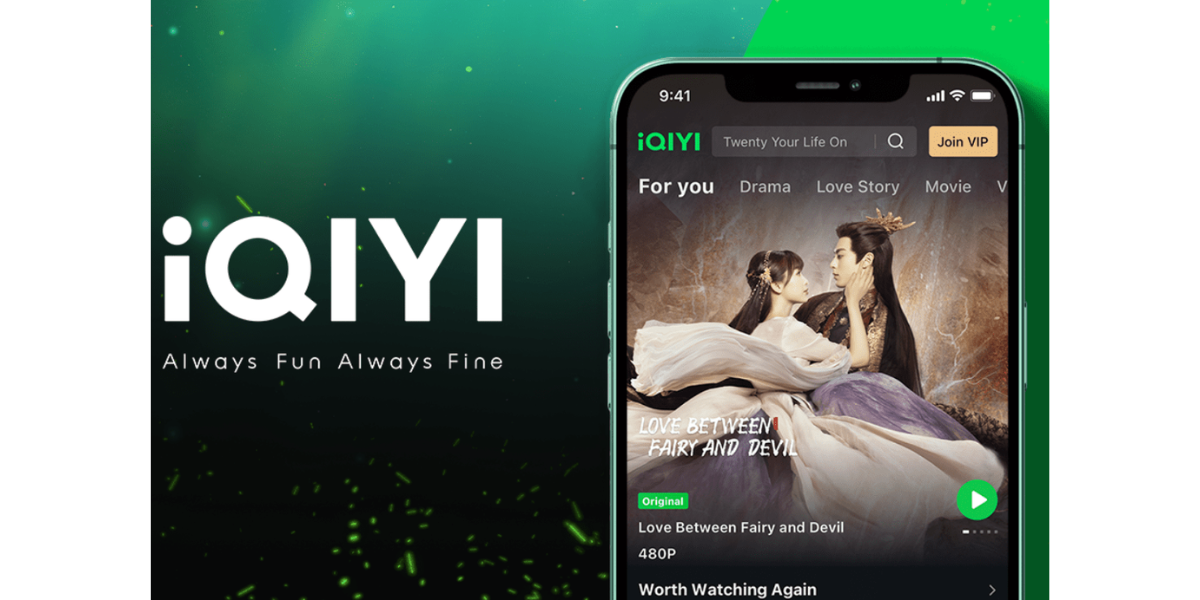 iQIYI
Always Fun Always Fine
9:41
iQIYI
Twenty Your Life On
Join VIP
For you
Drama
Love Story
Movie
V
LOVE BETWEEN
FAIRY AND DEVIL
Original
Love Between Fairy and Devil
480P
Worth Watching Again